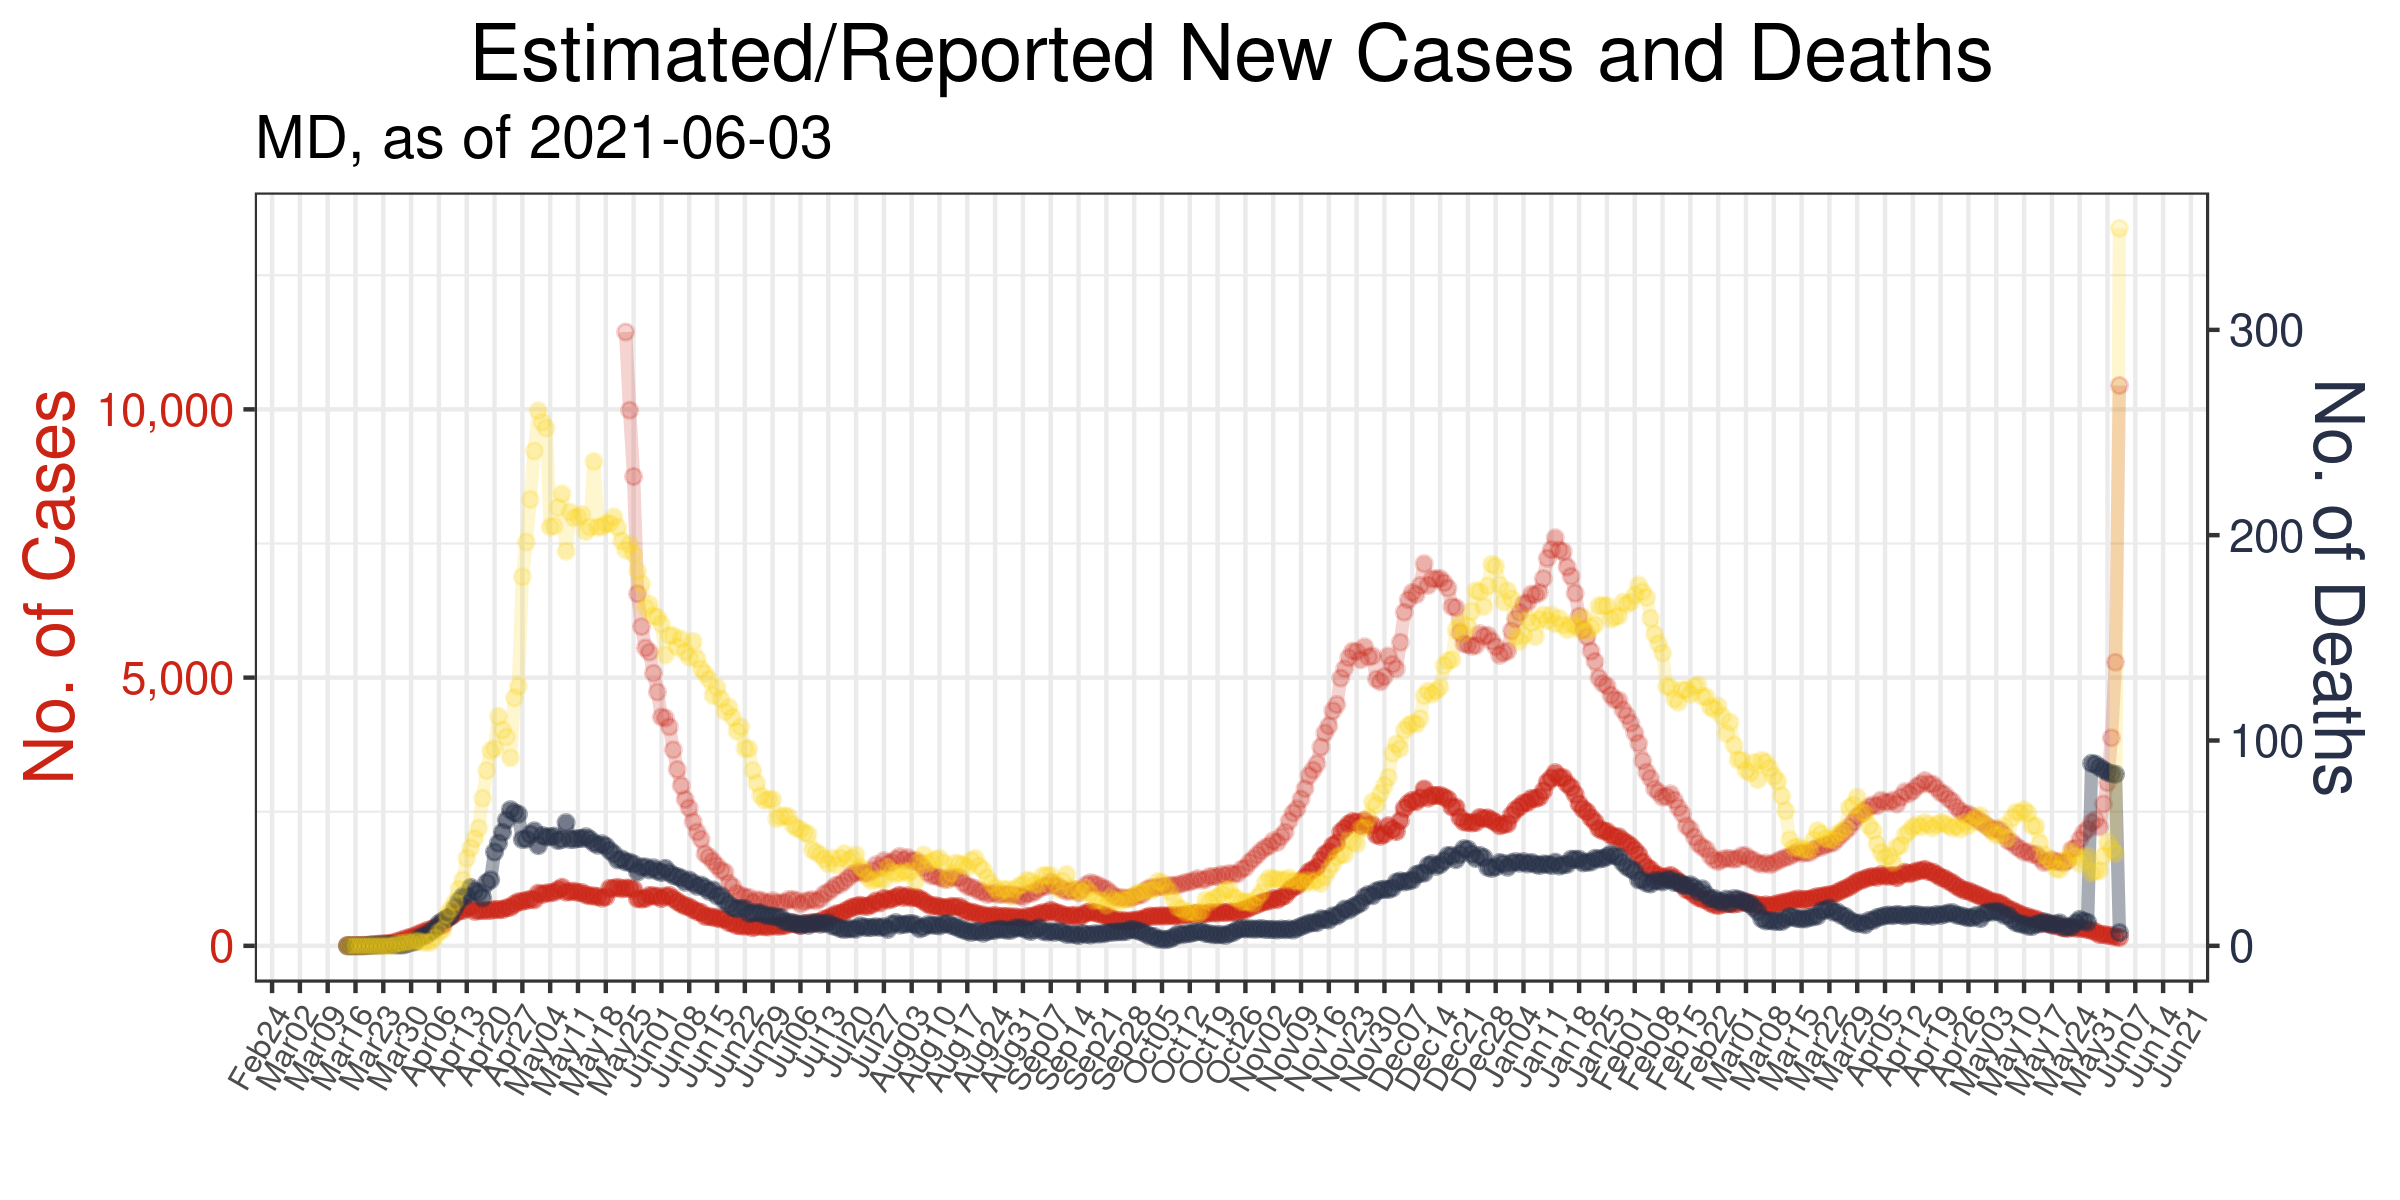 Estimated/Reported New Cases and Deaths
MD, as of 2021-06-03
No. of Cases
10,000
5,000
0
300
200
100
0
No. of Deaths
Feb24
Mar02
Mar09
Mar16
Mar23
Mar30
Apr06
Apr13
Apr20
Apr27
May04
May11
May18
May25
Jun01
Jun08
Jun15
Jun22
Jun29
Jul06
Jul13
Jul20
Jul27
Aug03
Aug10
Aug17
Aug24
Aug31
Sep07
Sep14
Sep21
Sep28
Oct05
Oct12
Oct19
Oct26
Nov02
Nov09
Nov16
Nov23
Nov30
Dec07
Dec14
Dec21
Dec28
Jan04
Jan11
Jan18
Jan25
Feb01
Feb08
Feb15
Feb22
Mar01
Mar08
Mar15
Mar22
Mar29
Apr05
Apr12
Apr19
Apr26
May03
May10
May17
May24
May31
Jun07
Jun14
Jun21